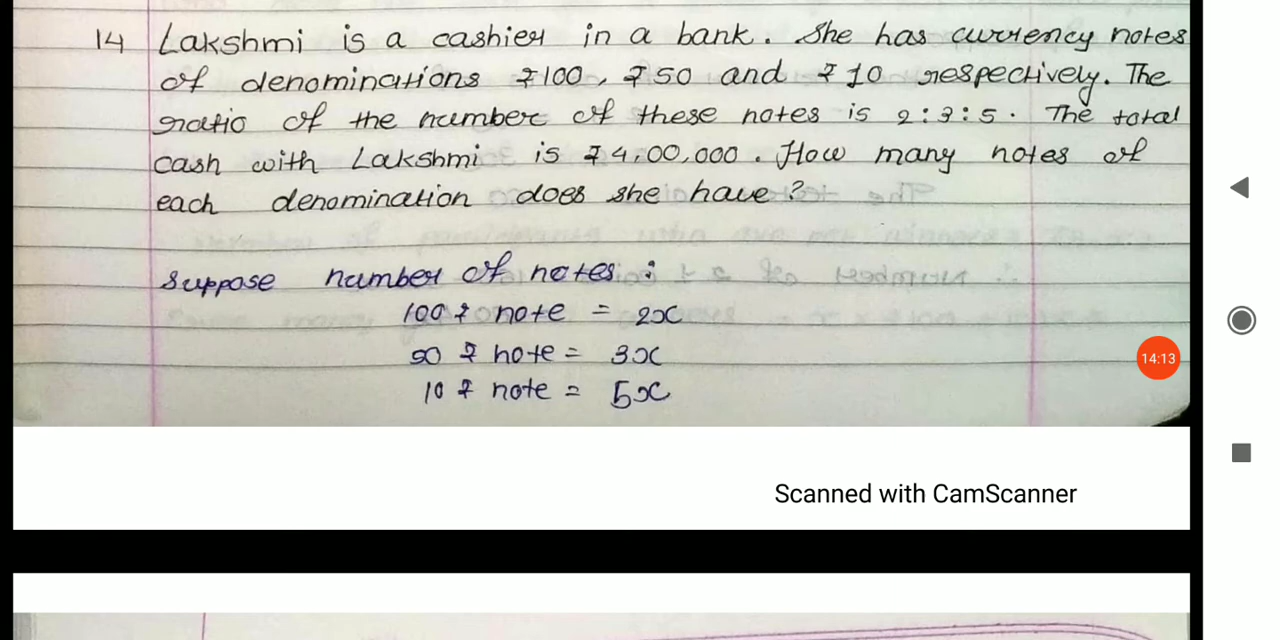 14 Lakshmi is a cashier in a bank. She has currency notes
of denominations ₹100, ₹50 and ₹10 respectively. The
ratio of the number of these notes is 2:3:5. The total
cash with Lakshmi is ₹4,00,000. How many notes of
each denomination does she have?
Suppose number of notes:
100 ₹ note = 2x
50 ₹ note = 3x
14:13
10 ₹ note = 5x
Scanned with CamScanner